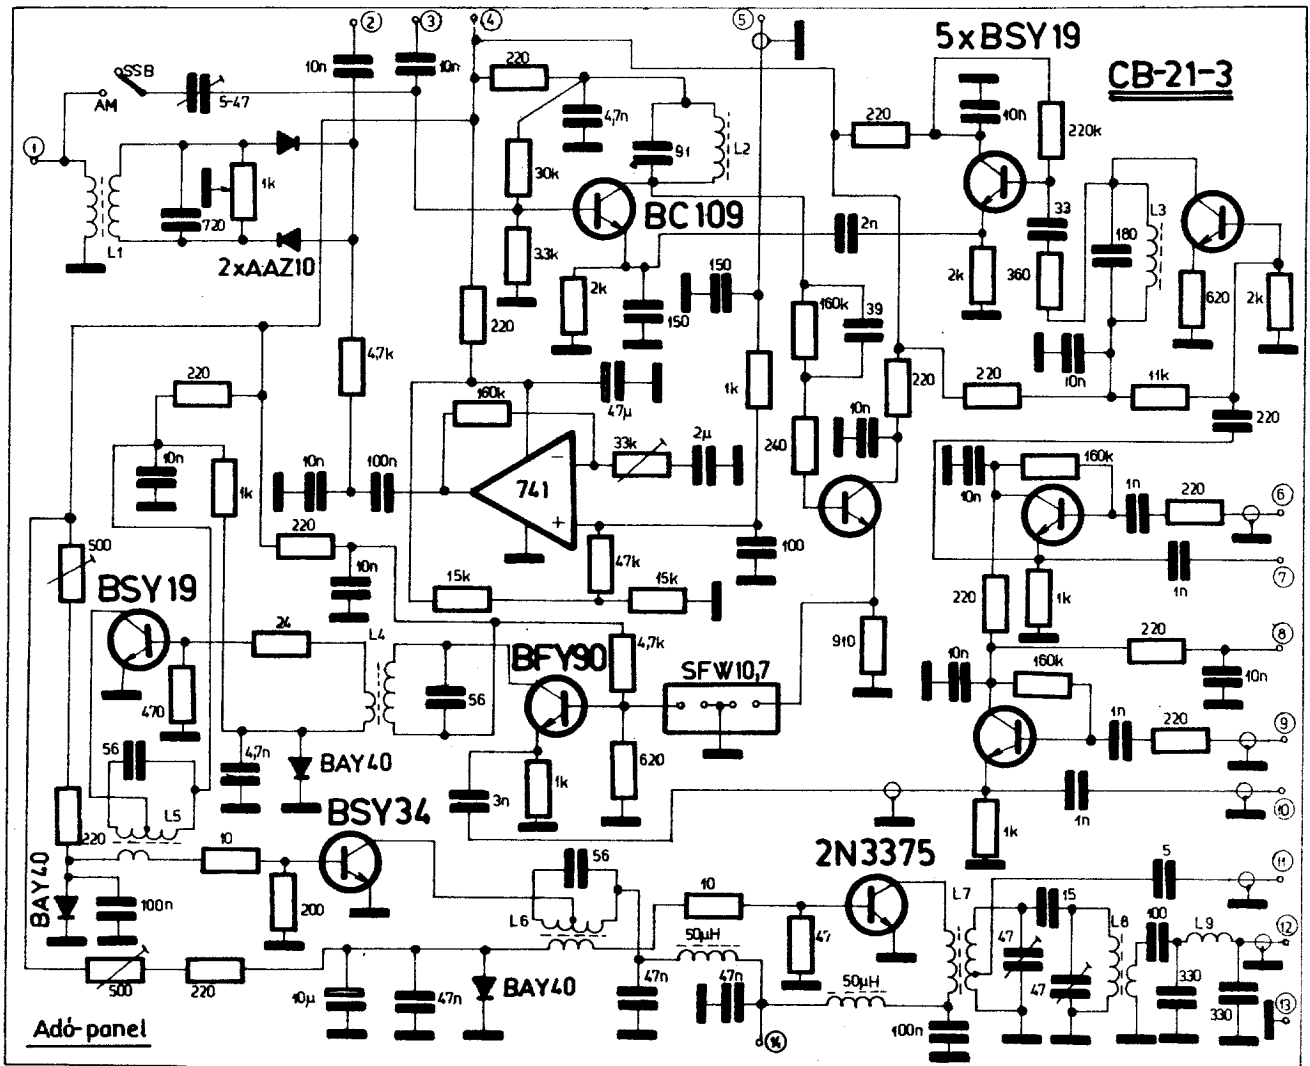 ② ③ ④ ⑤
5xBSY19
CB-21-3
SSB
AM
5-47
10n
10n
220
4,7n
91
L2
220
10n
220k
①
L1
720
1k
2xAAZ10
30k
33k
BC109
2n
33
180
L3
2k
360
620
2k
220
2k
150
150
160k
39
4,7k
220
47µ
1k
220
220
10n
11k
220
160k
33k
2µ
240
10n
10n
1k
10n
100n
741
−
+
10n
160k
1n
220
⑥
500
220
10n
47k
100
⑦
1n
BSY19
15k
15k
220
1k
24
L4
BFY90
4,7k
SFW10,7
910
220
⑧
10n
160k
10n
470
56
56
4,7n
BAY40
1k
620
1n
220
⑨
L5
220
BSY34
3n
1k
1n
⑩
10
2N3375
BAY40
100n
200
56
L6
10
5
⑪
L7
15
L8
100
L9
⑫
47
50µH
47
47
500
220
10µ
47n
BAY40
47n
47n
50µH
100n
330
330
⑬
⑭
Adó-panel